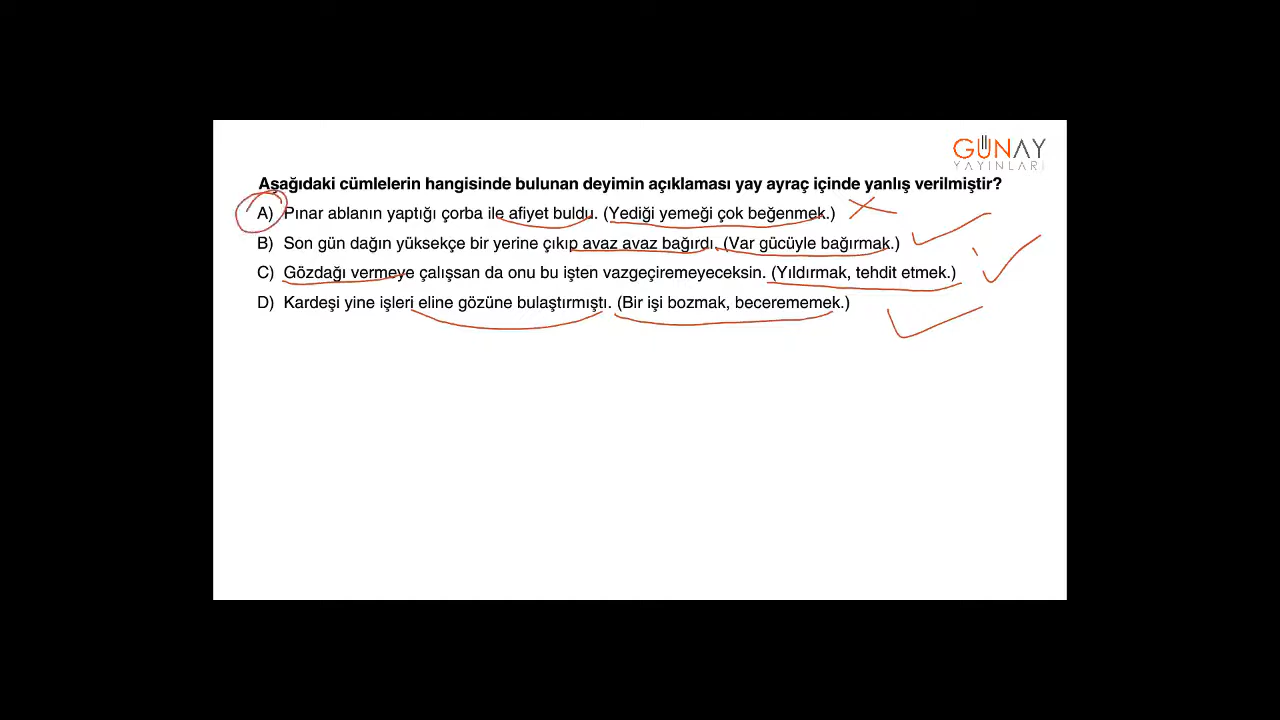 GÜNAY
YAYINLARI
Aşağıdaki cümlelerin hangisinde bulunan deyimin açıklaması yay ayraç içinde yanlış verilmiştir?
A) Pınar ablanın yaptığı çorba ile afiyet buldu. (Yediği yemeği çok beğenmek.)
B) Son gün dağın yüksekçe bir yerine çıkıp avaz avaz bağırdı. (Var gücüyle bağırmak.)
C) Gözdağı vermeye çalışsan da onu bu işten vazgeçiremeyeceksin. (Yıldırmak, tehdit etmek.)
D) Kardeşi yine işleri eline gözüne bulaştırmıştı. (Bir işi bozmak, becerememek.)